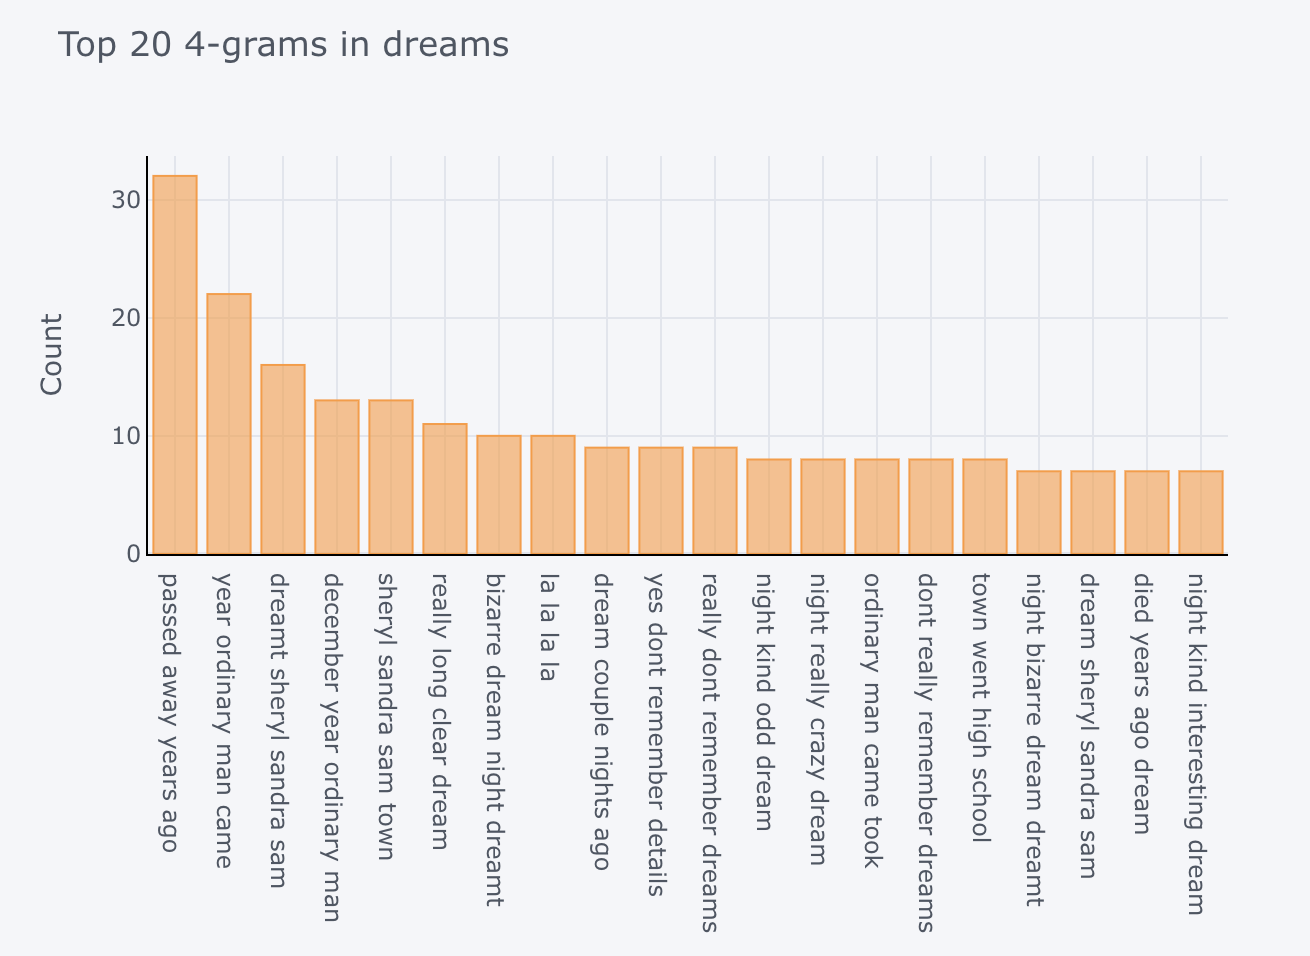 Top 20 4-grams in dreams
Count
30
20
10
0
passed away years ago
year ordinary man came
dreamt sheryl sandra sam
december year ordinary man
sheryl sandra sam town
really long clear dream
bizarre dream night dreamt
la la la la
dream couple nights ago
yes dont remember details
really dont remember dreams
night kind odd dream
night really crazy dream
ordinary man came took
dont really remember dreams
town went high school
night bizarre dream dreamt
dream sheryl sandra sam
died years ago dream
night kind interesting dream